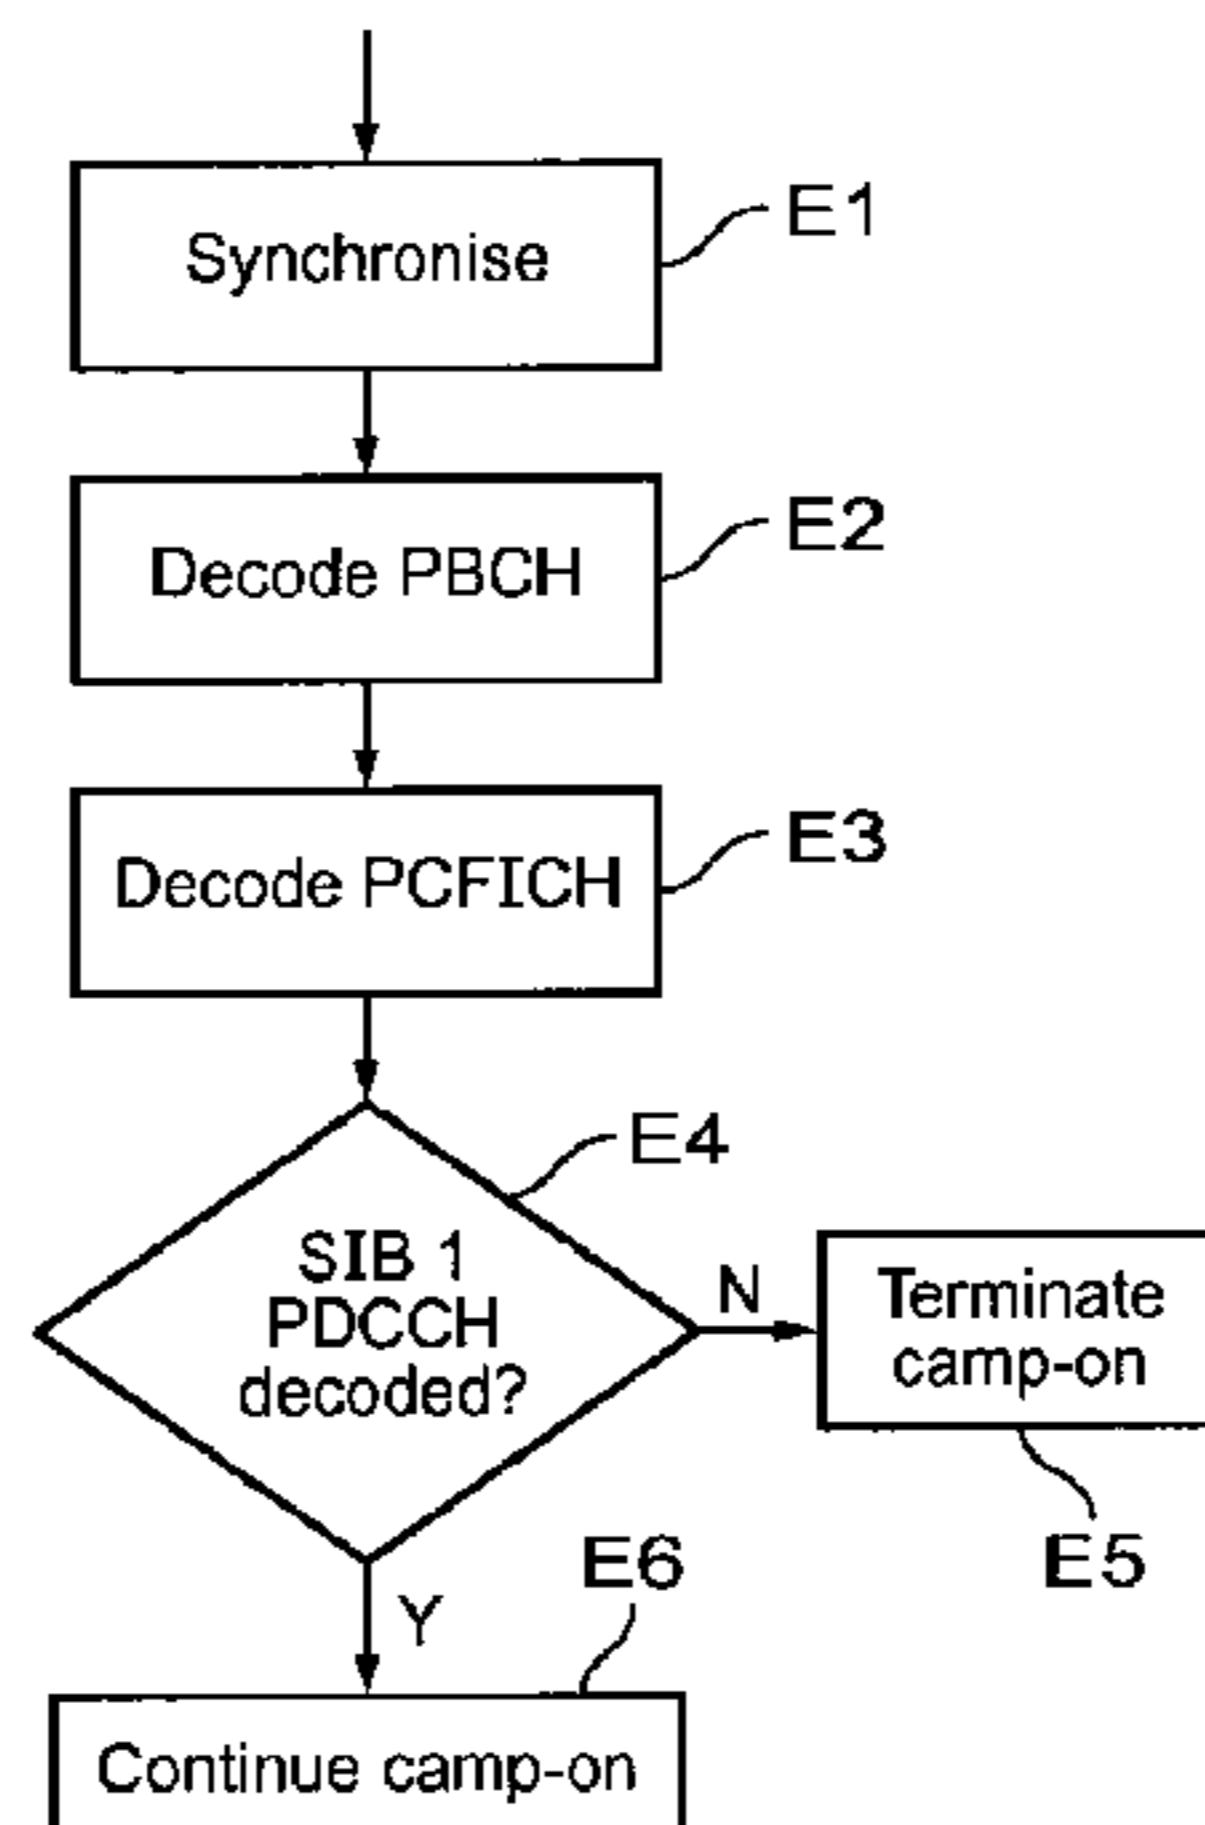 Synchronise
E1
Decode PBCH
E2
Decode PCFICH
E3
E4
SIB 1
PDCCH
decoded?
N
Terminate
camp-on
E5
Y
E6
Continue camp-on